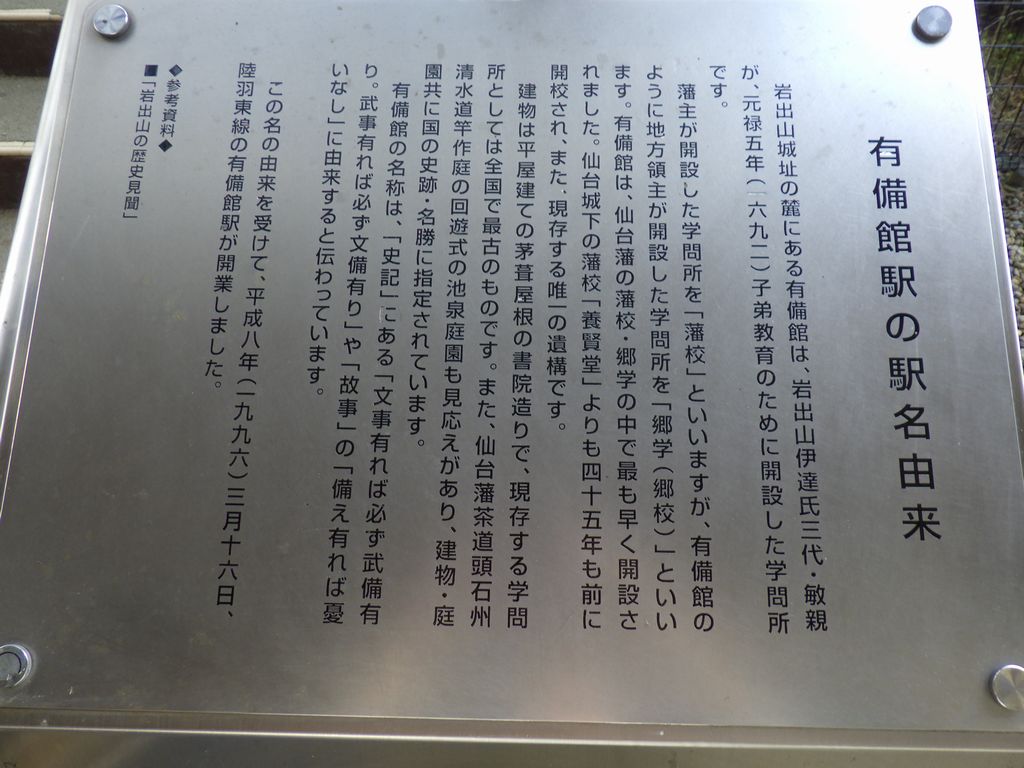 有備館駅の駅名由来
岩出山城址の麓にある有備館は、岩出山伊達氏三代・敏親
が、元禄五年(一六九二)子弟教育のために開設した学問所
です。
藩主が開設した学問所を「藩校」といいますが、有備館の
ように地方領主が開設した学問所を「郷学(郷校)」といい
ます。有備館は、仙台藩の藩校・郷学の中で最も早く開設さ
れました。仙台城下の藩校「養賢堂」よりも四十五年も前に
開校され、また、現存する唯一の遺構です。
建物は平屋建ての茅葺屋根の書院造りで、現存する学問
所としては全国で最古のものです。また、仙台藩茶道頭石州
清水道竿作庭の回遊式の池泉庭園も見応えがあり、建物・庭
園共に国の史跡・名勝に指定されています。
有備館の名称は、「史記」にある「文事有れば必ず武備有
り。武事有れば必ず文備有り」や「故事」の「備え有れば憂
いなし」に由来すると伝わっています。
この名の由来を受けて、平成八年(一九九六)三月十六日、
陸羽東線の有備館駅が開業しました。
◆参考資料◆
■「岩出山の歴史見聞」